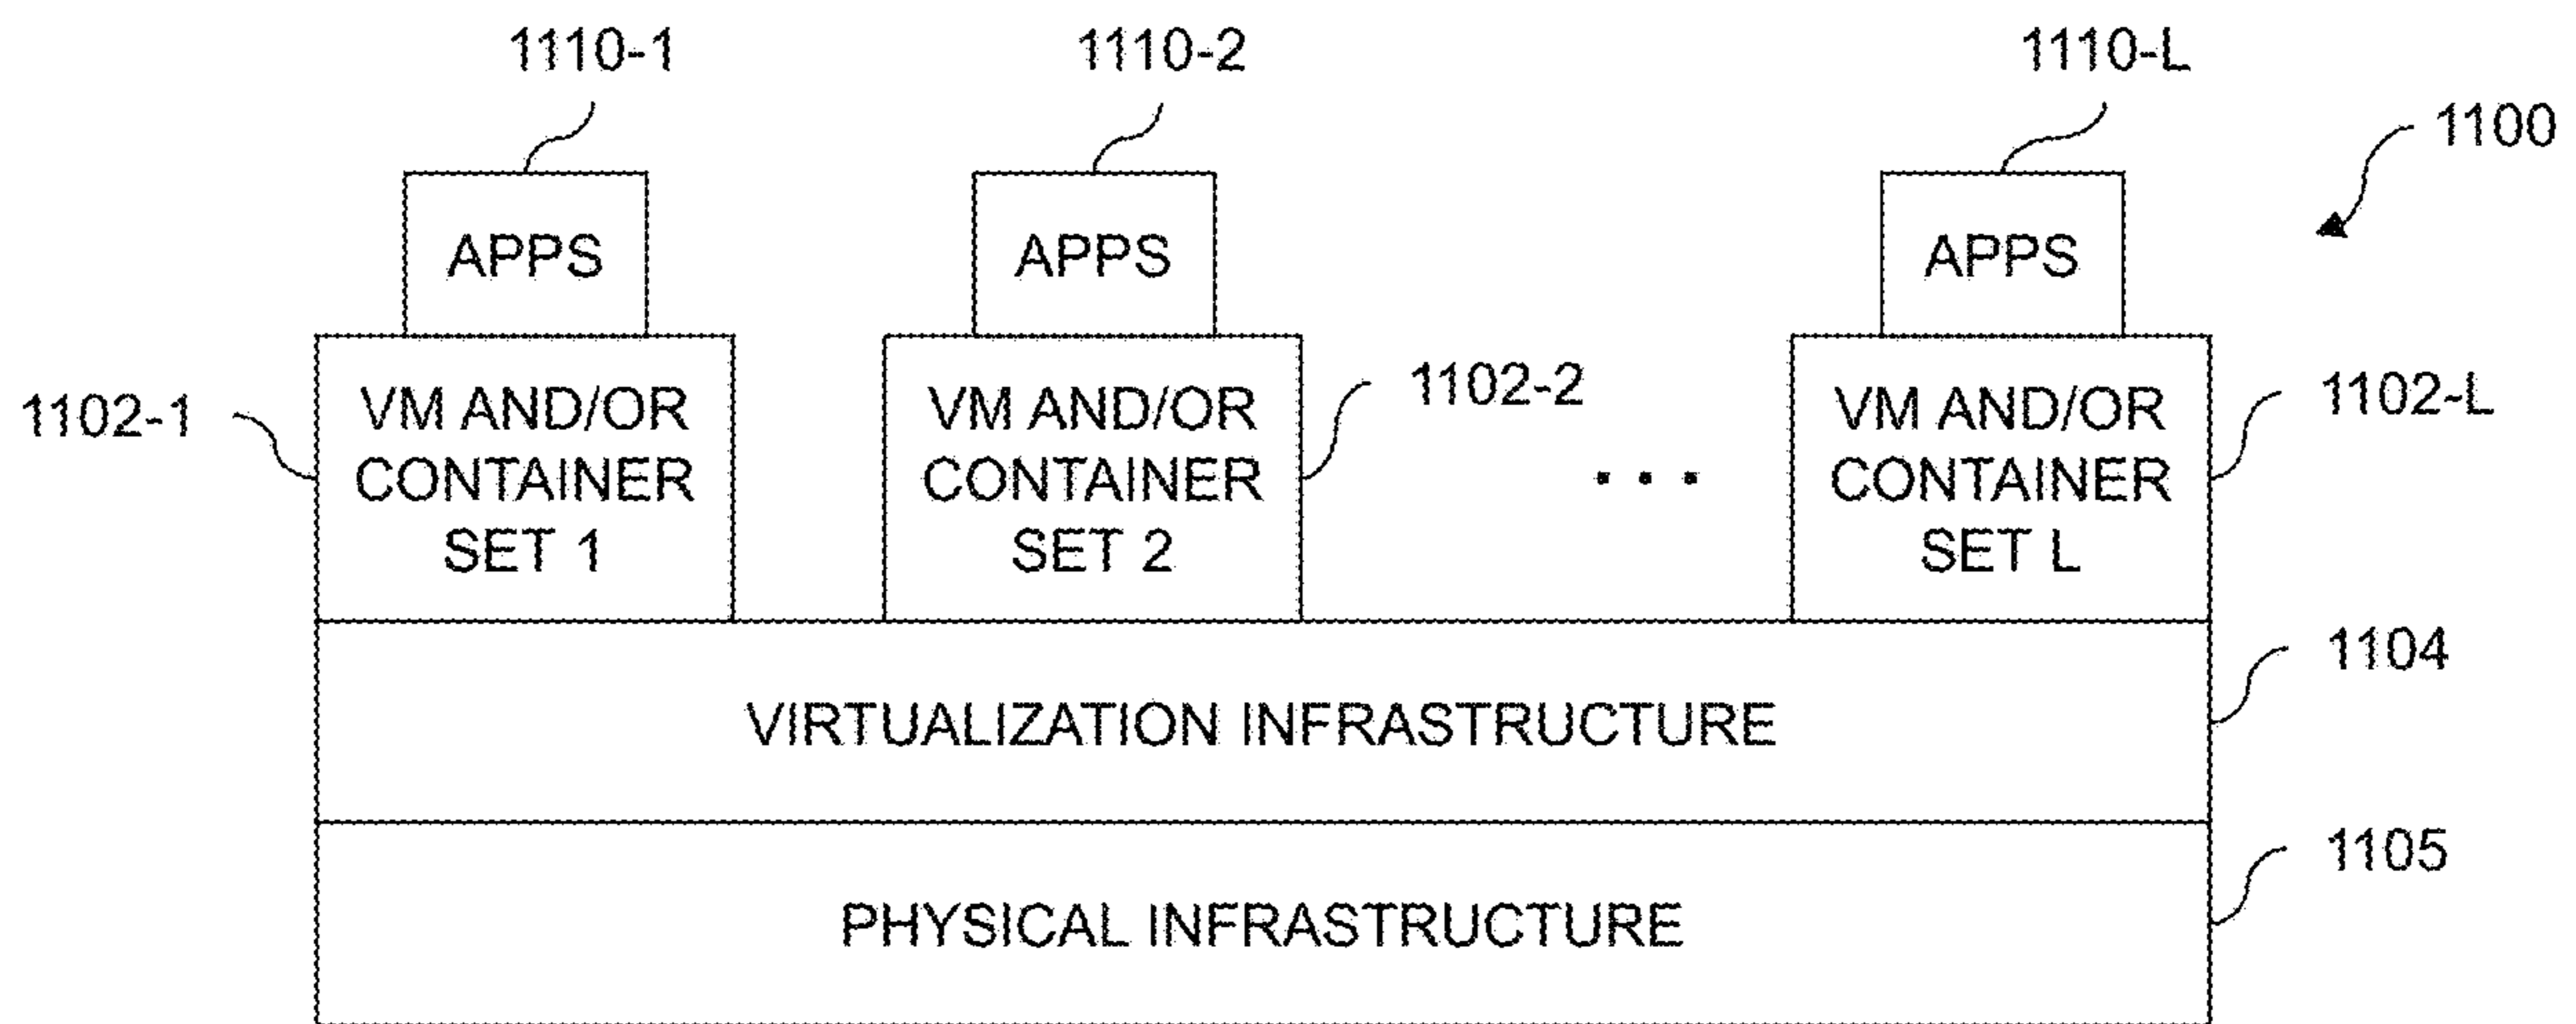 1110-1
1110-2
1110-L
1100
APPS
APPS
APPS
1102-1
VM AND/OR
CONTAINER
SET 1
VM AND/OR
CONTAINER
SET 2
1102-2
. . .
VM AND/OR
CONTAINER
SET L
1102-L
VIRTUALIZATION INFRASTRUCTURE
1104
PHYSICAL INFRASTRUCTURE
1105